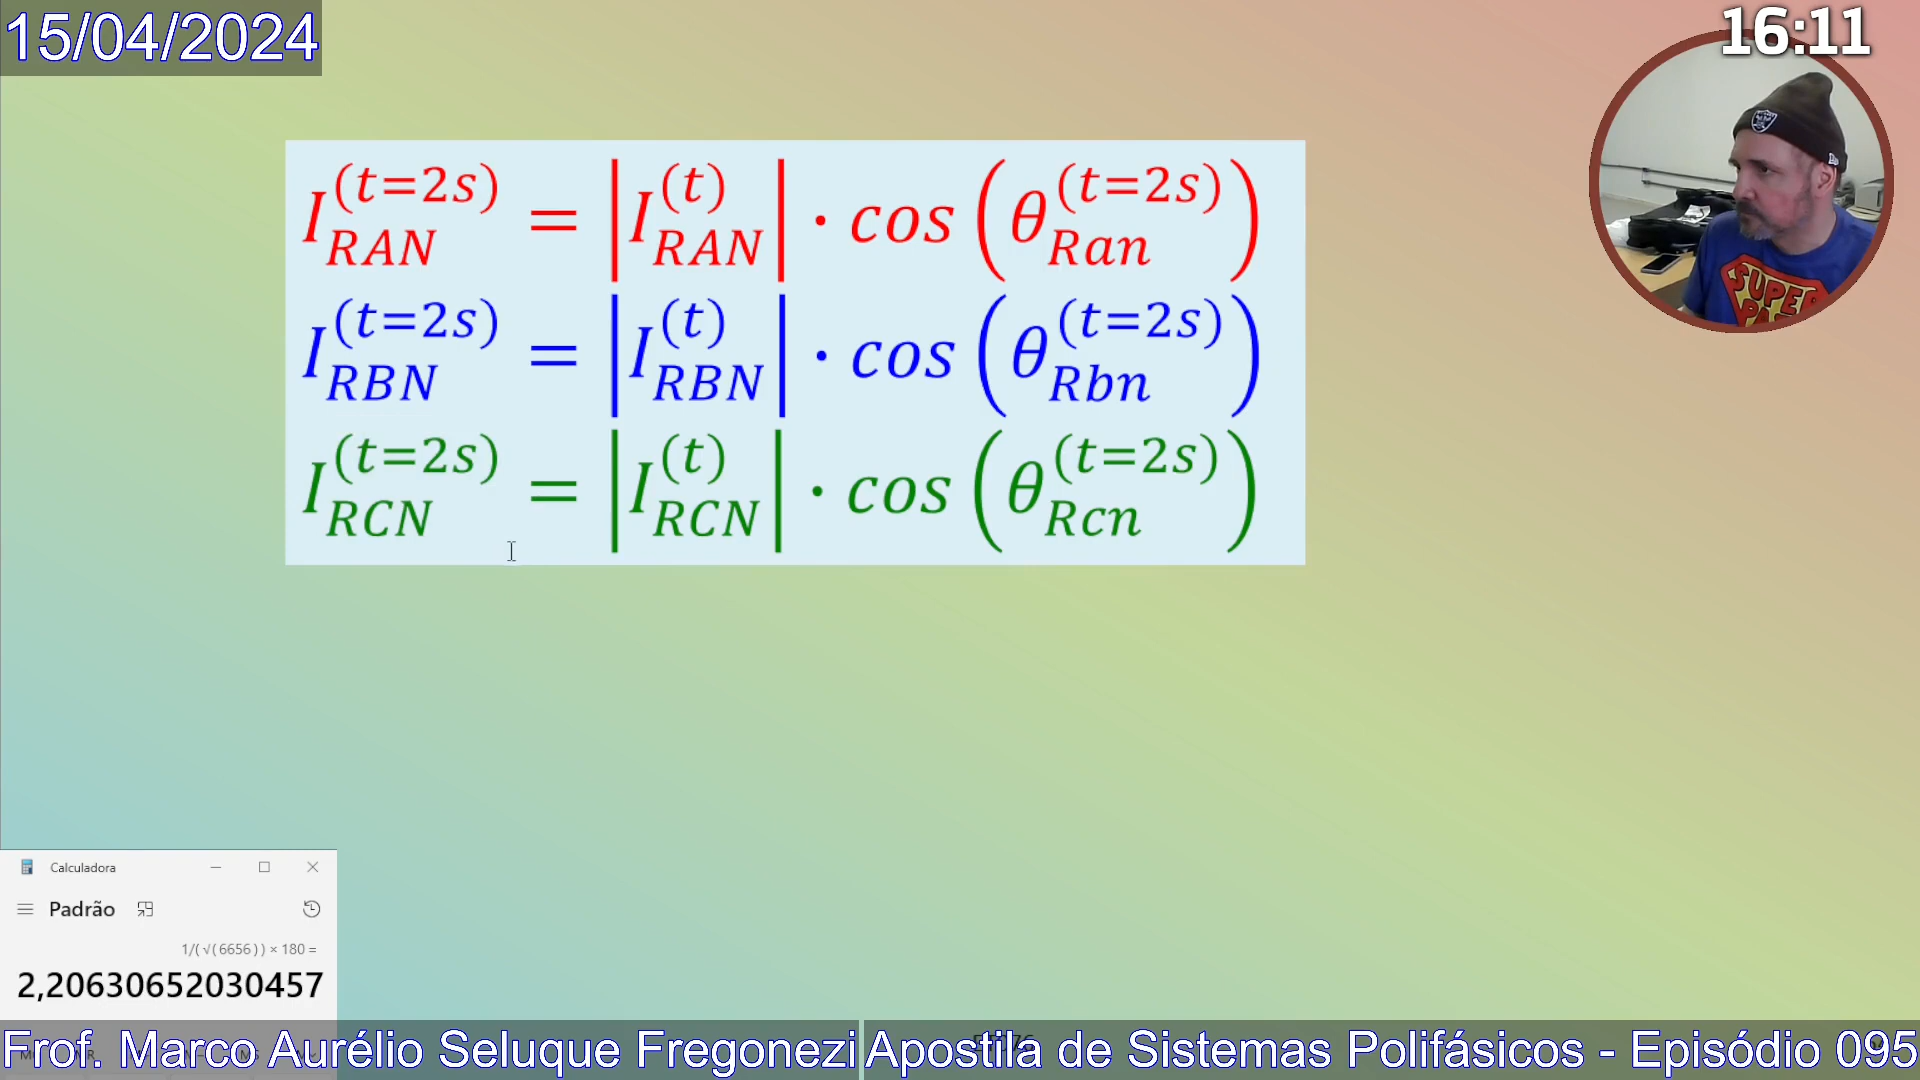 15/04/2024
16:11
I_{RAN}^{(t=2s)} = |I_{RAN}^{(t)}| · cos(θ_{Ran}^{(t=2s)})
I_{RBN}^{(t=2s)} = |I_{RBN}^{(t)}| · cos(θ_{Rbn}^{(t=2s)})
I_{RCN}^{(t=2s)} = |I_{RCN}^{(t)}| · cos(θ_{Rcn}^{(t=2s)})
SUPER
Calculadora
Padrão
1/(√(6656)) × 180 =
2,20630652030457
Frof. Marco Aurélio Seluque Fregonezi
Apostila de Sistemas Polifásicos - Episódio 095